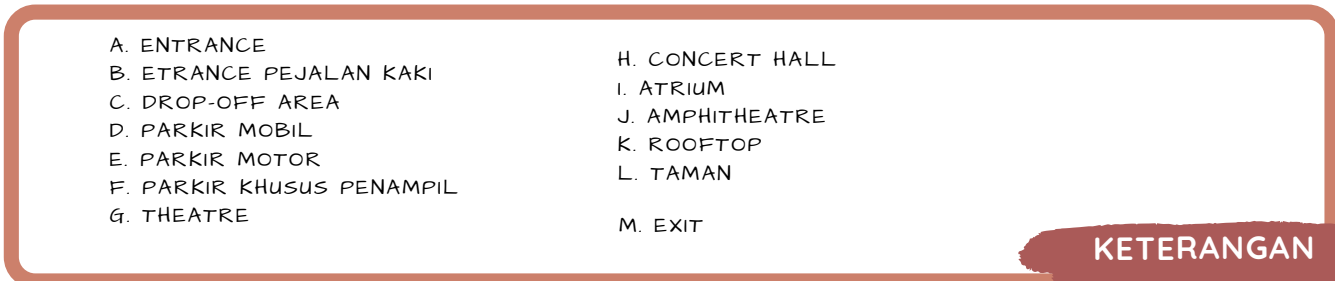 A. ENTRANCE
B. ETRANCE PEJALAN KAKI
C. DROP-OFF AREA
D. PARKIR MOBIL
E. PARKIR MOTOR
F. PARKIR KHUSUS PENAMPIL
G. THEATRE
H. CONCERT HALL
I. ATRIUM
J. AMPHITHEATRE
K. ROOFTOP
L. TAMAN
M. EXIT
KETERANGAN